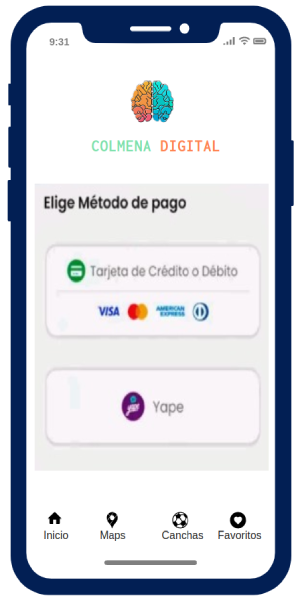 9:31
COLMENA DIGITAL
Elige Método de pago
Tarjeta de Crédito o Débito
VISA
AMERICAN
EXPRESS
Yape
Inicio Maps Canchas Favoritos